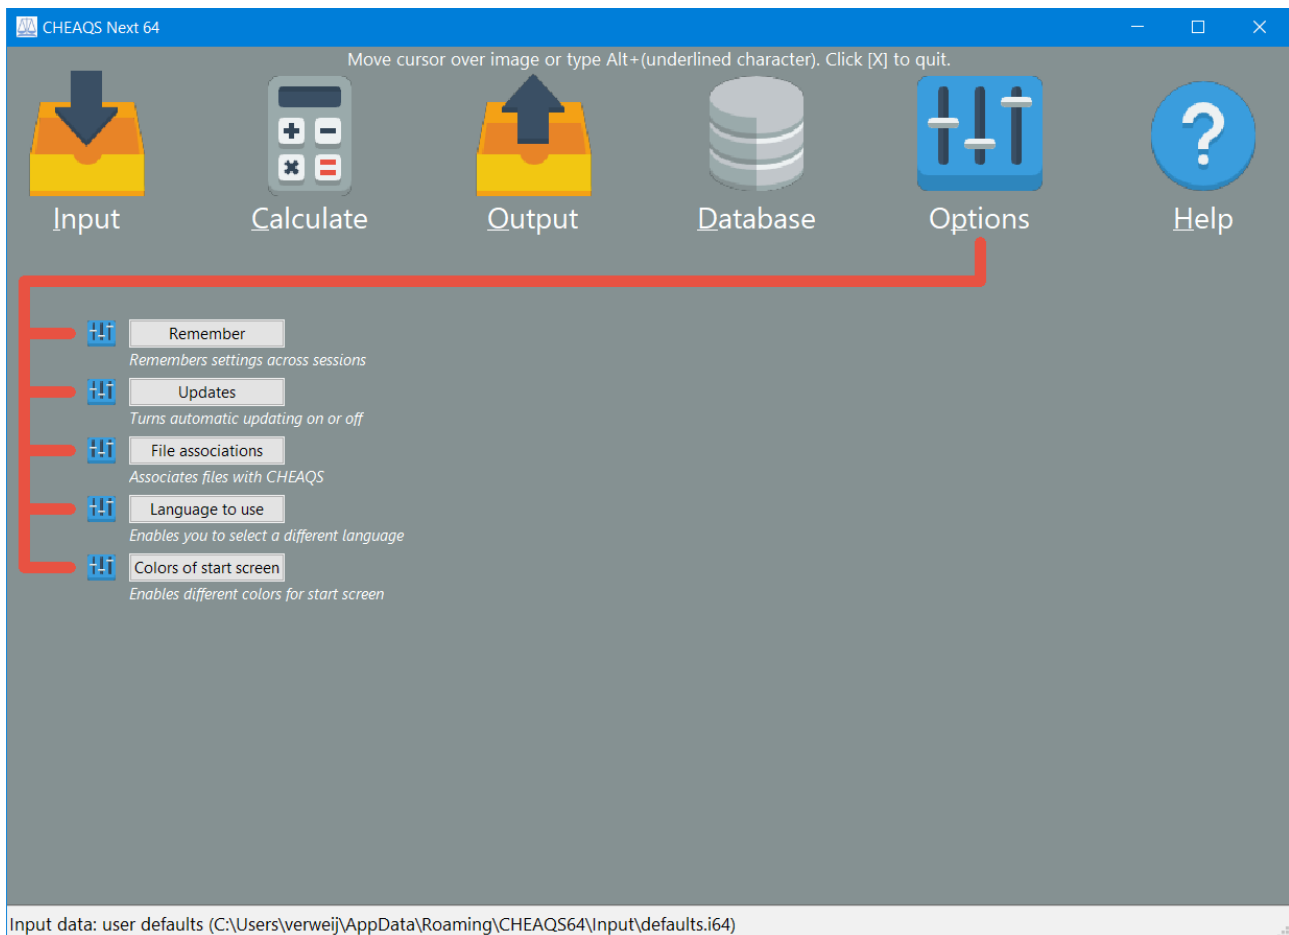 CHEAQS Next 64
Move cursor over image or type Alt+(underlined character). Click [X] to quit.
Input Calculate Output Database Options Help
Remember
Remembers settings across sessions
Updates
Turns automatic updating on or off
File associations
Associates files with CHEAQS
Language to use
Enables you to select a different language
Colors of start screen
Enables different colors for start screen
Input data: user defaults (C:\Users\verweij\AppData\Roaming\CHEAQS64\Input\defaults.i64)